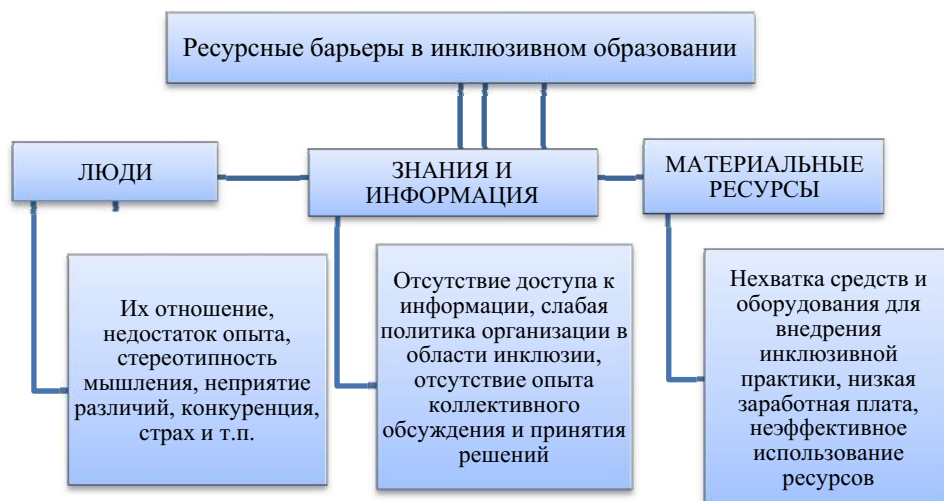 Ресурсные барьеры в инклюзивном образовании
ЛЮДИ
ЗНАНИЯ И
ИНФОРМАЦИЯ
МАТЕРИАЛЬНЫЕ
РЕСУРСЫ
Их отношение,
недостаток опыта,
стереотипность
мышления, неприятие
различий, конкуренция,
страх и т.п.
Отсутствие доступа к
информации, слабая
политика организации в
области инклюзии,
отсутствие опыта
коллективного
обсуждения и принятия
решений
Нехватка средств и
оборудования для
внедрения
инклюзивной
практики, низкая
заработная плата,
неэффективное
использование
ресурсов